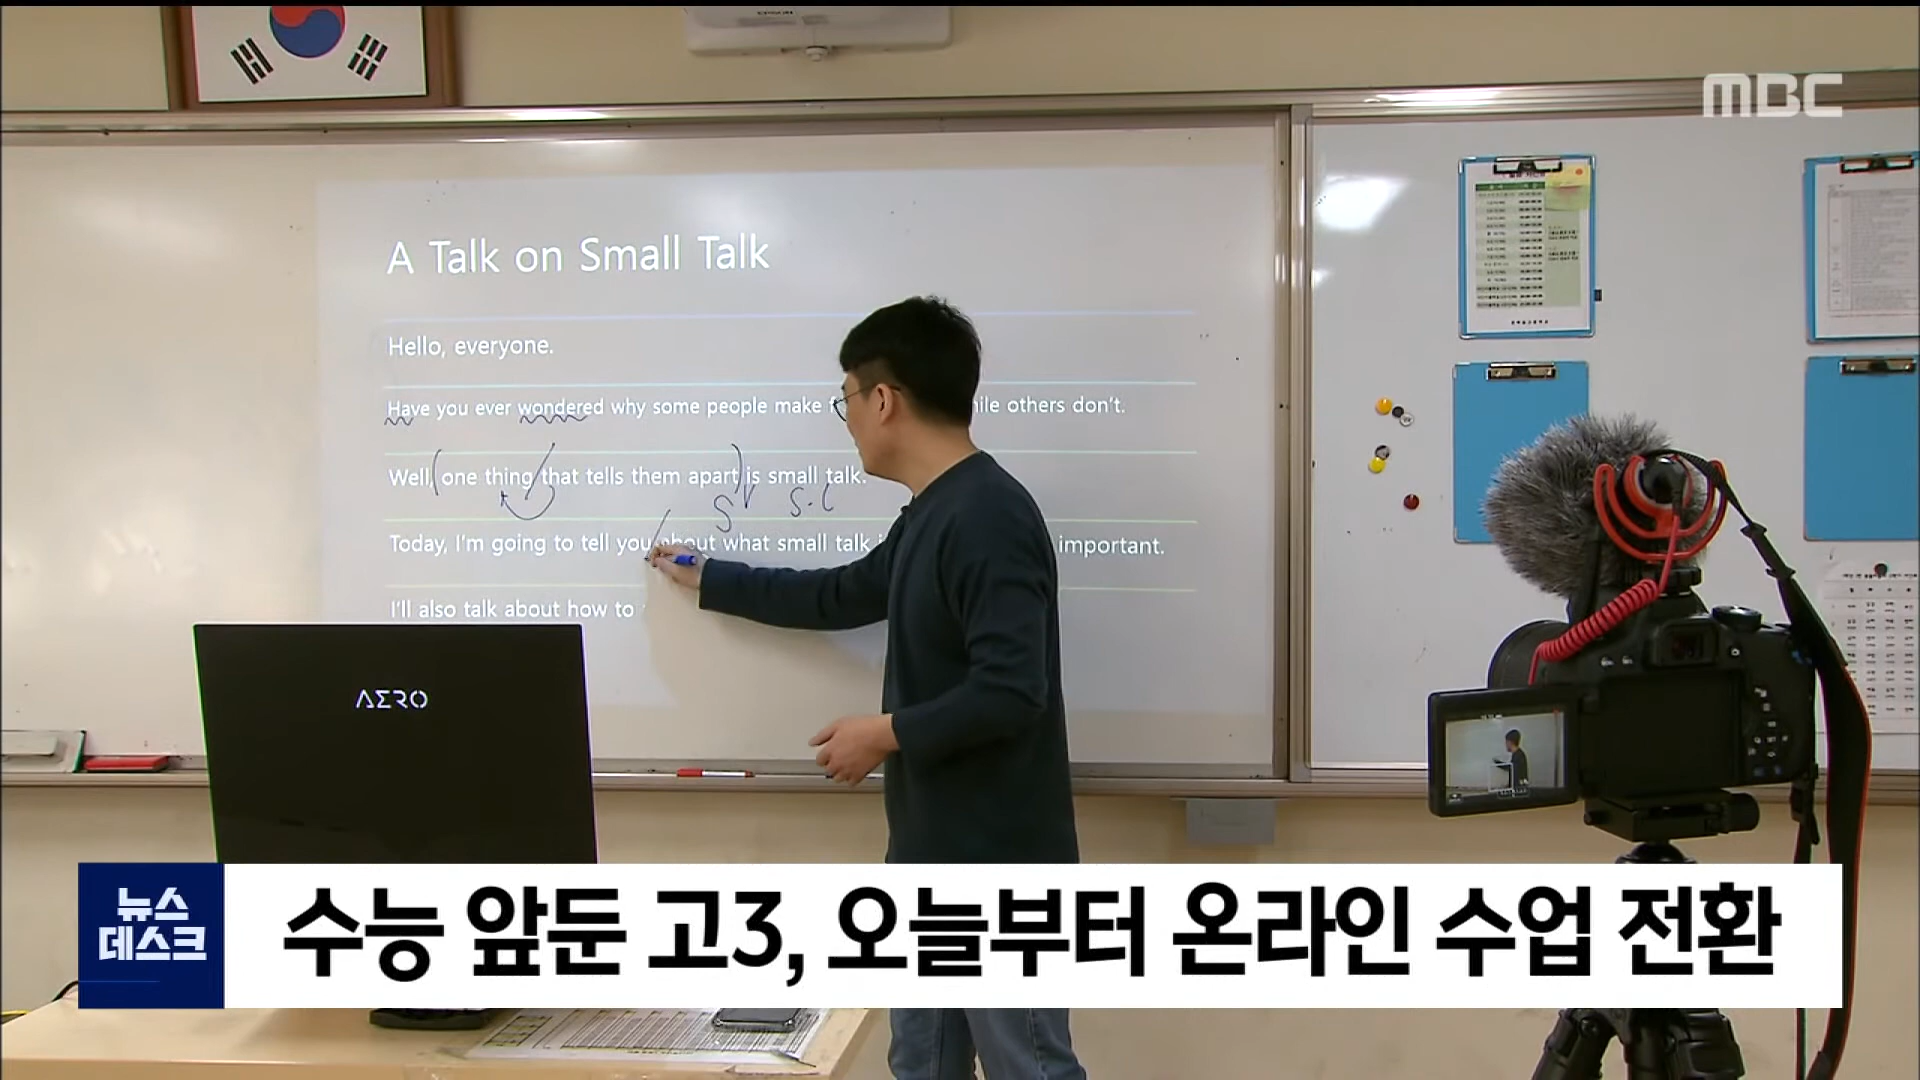 EPSON
MBC
A Talk on Small Talk
Hello, everyone.
Have you ever wondered why some people make others don't.
Well, one thing that tells them apart is small talk.
S V S.C
Today, I'm going to tell you about what small talk important.
I'll also talk about how to
AERO
뉴스
데스크
수능 앞둔 고3, 오늘부터 온라인 수업 전환